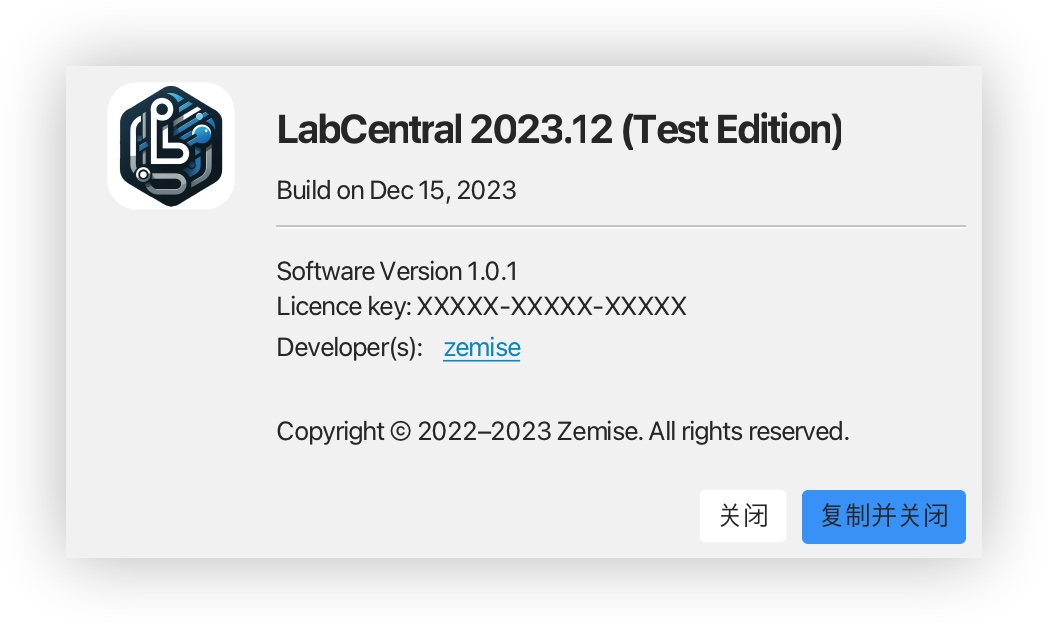 LabCentral 2023.12 (Test Edition)
Build on Dec 15, 2023
Software Version 1.0.1
Licence key: XXXXX-XXXXX-XXXXX
Developer(s): zemise
Copyright © 2022–2023 Zemise. All rights reserved.
关闭 复制并关闭